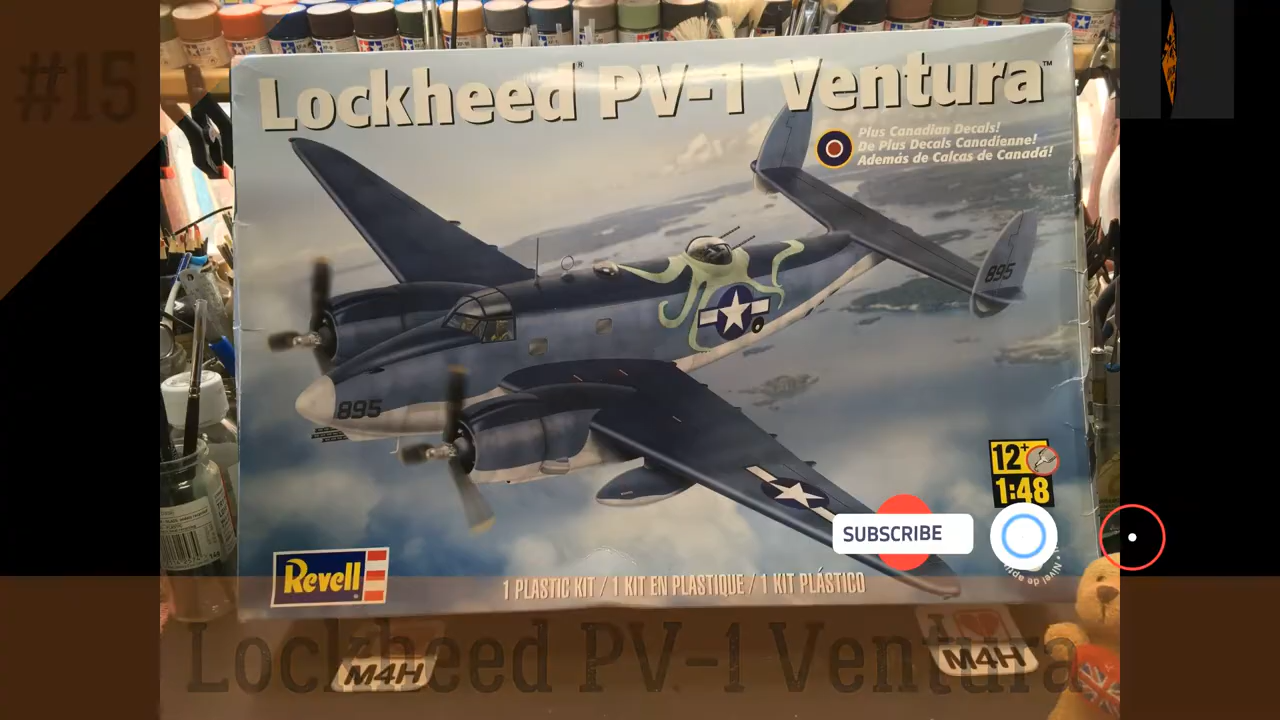 #15
Lockheed® PV-1 Ventura™
Plus Canadian Decals!
De Plus Decals Canadienne!
Además de Calcas de Canadá!
895
895
12+
1:48
SUBSCRIBE
Revell
1 PLASTIC KIT / 1 KIT EN PLASTIQUE / 1 KIT PLÁSTICO
Lockheed PV-1 Ventura
M4H
I
M4H